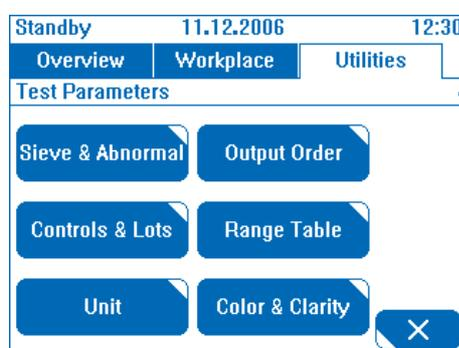 Standby 11.12.2006 12:30
Overview Workplace Utilities
Test Parameters
Sieve & Abnormal Output Order
Controls & Lots Range Table
Unit Color & Clarity